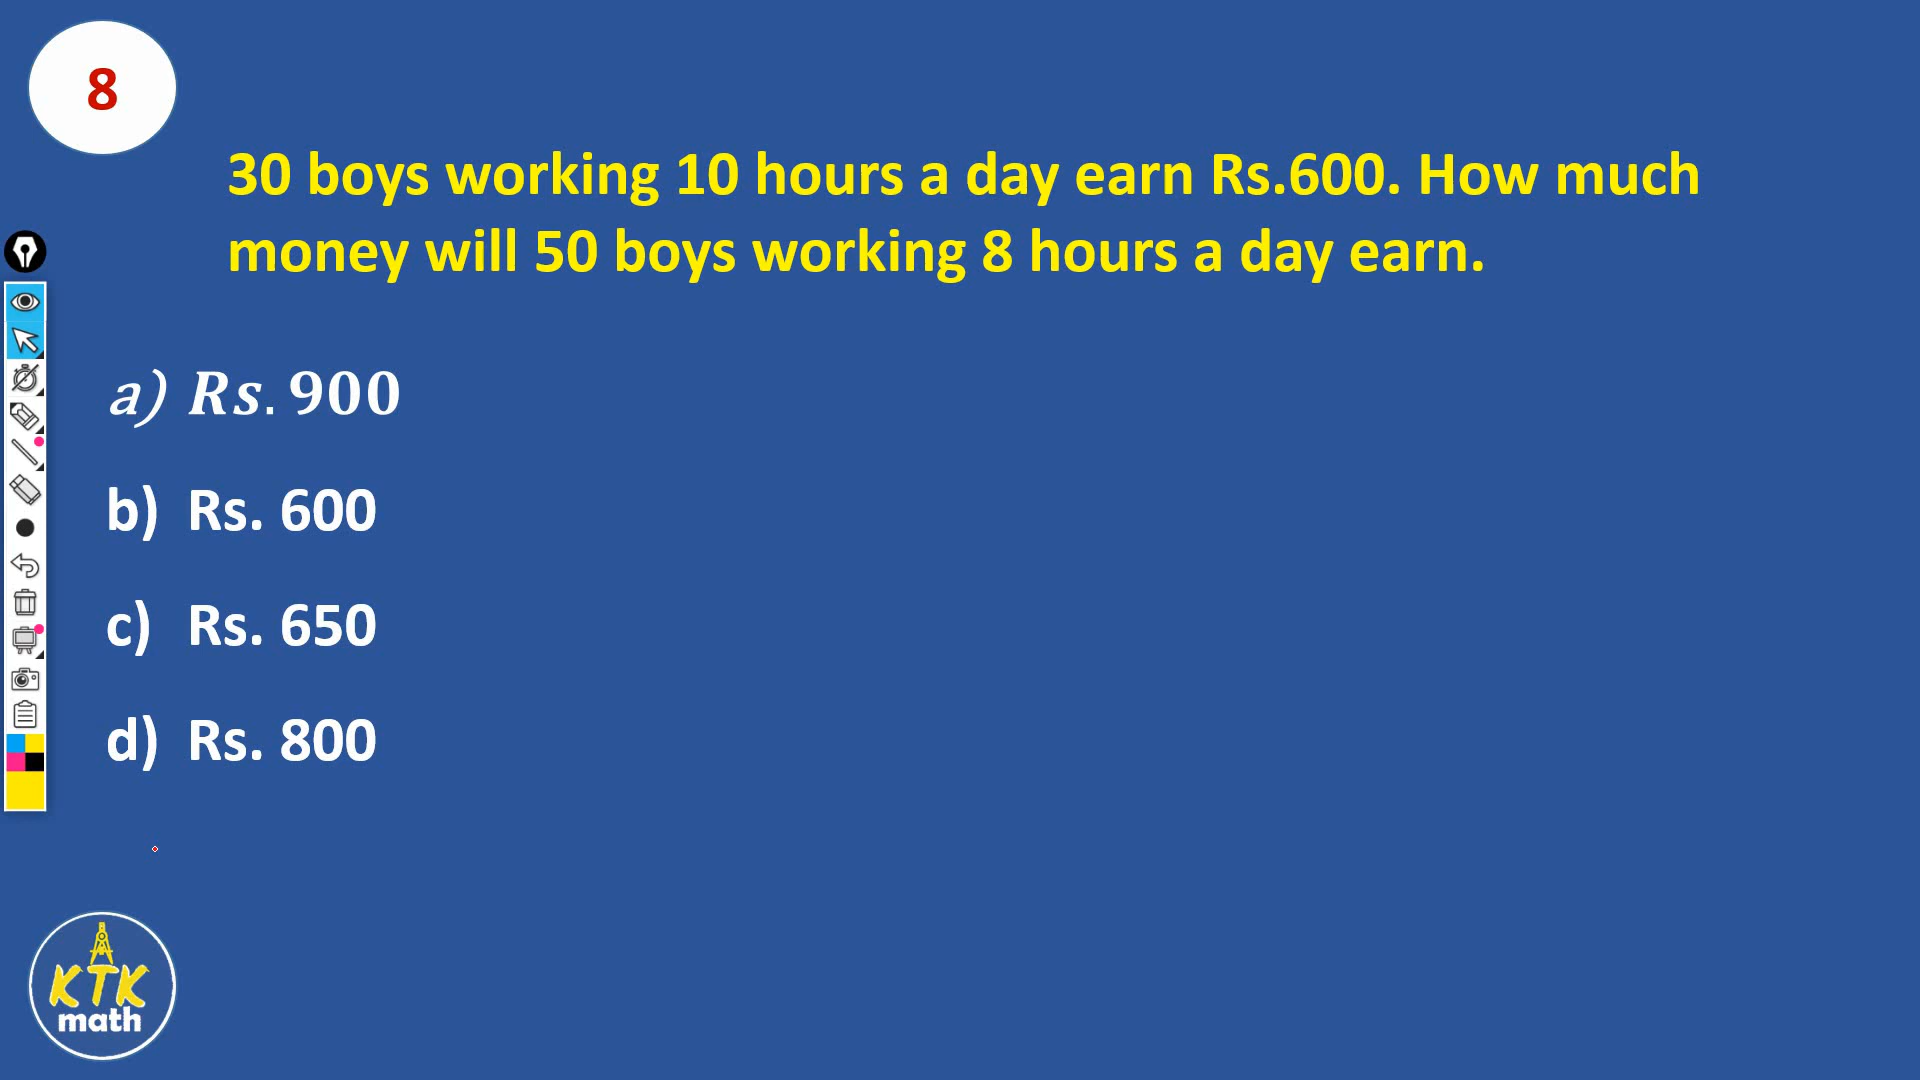 8
30 boys working 10 hours a day earn Rs.600. How much
money will 50 boys working 8 hours a day earn.
a) Rs. 900
b) Rs. 600
c) Rs. 650
d) Rs. 800
KTK
math